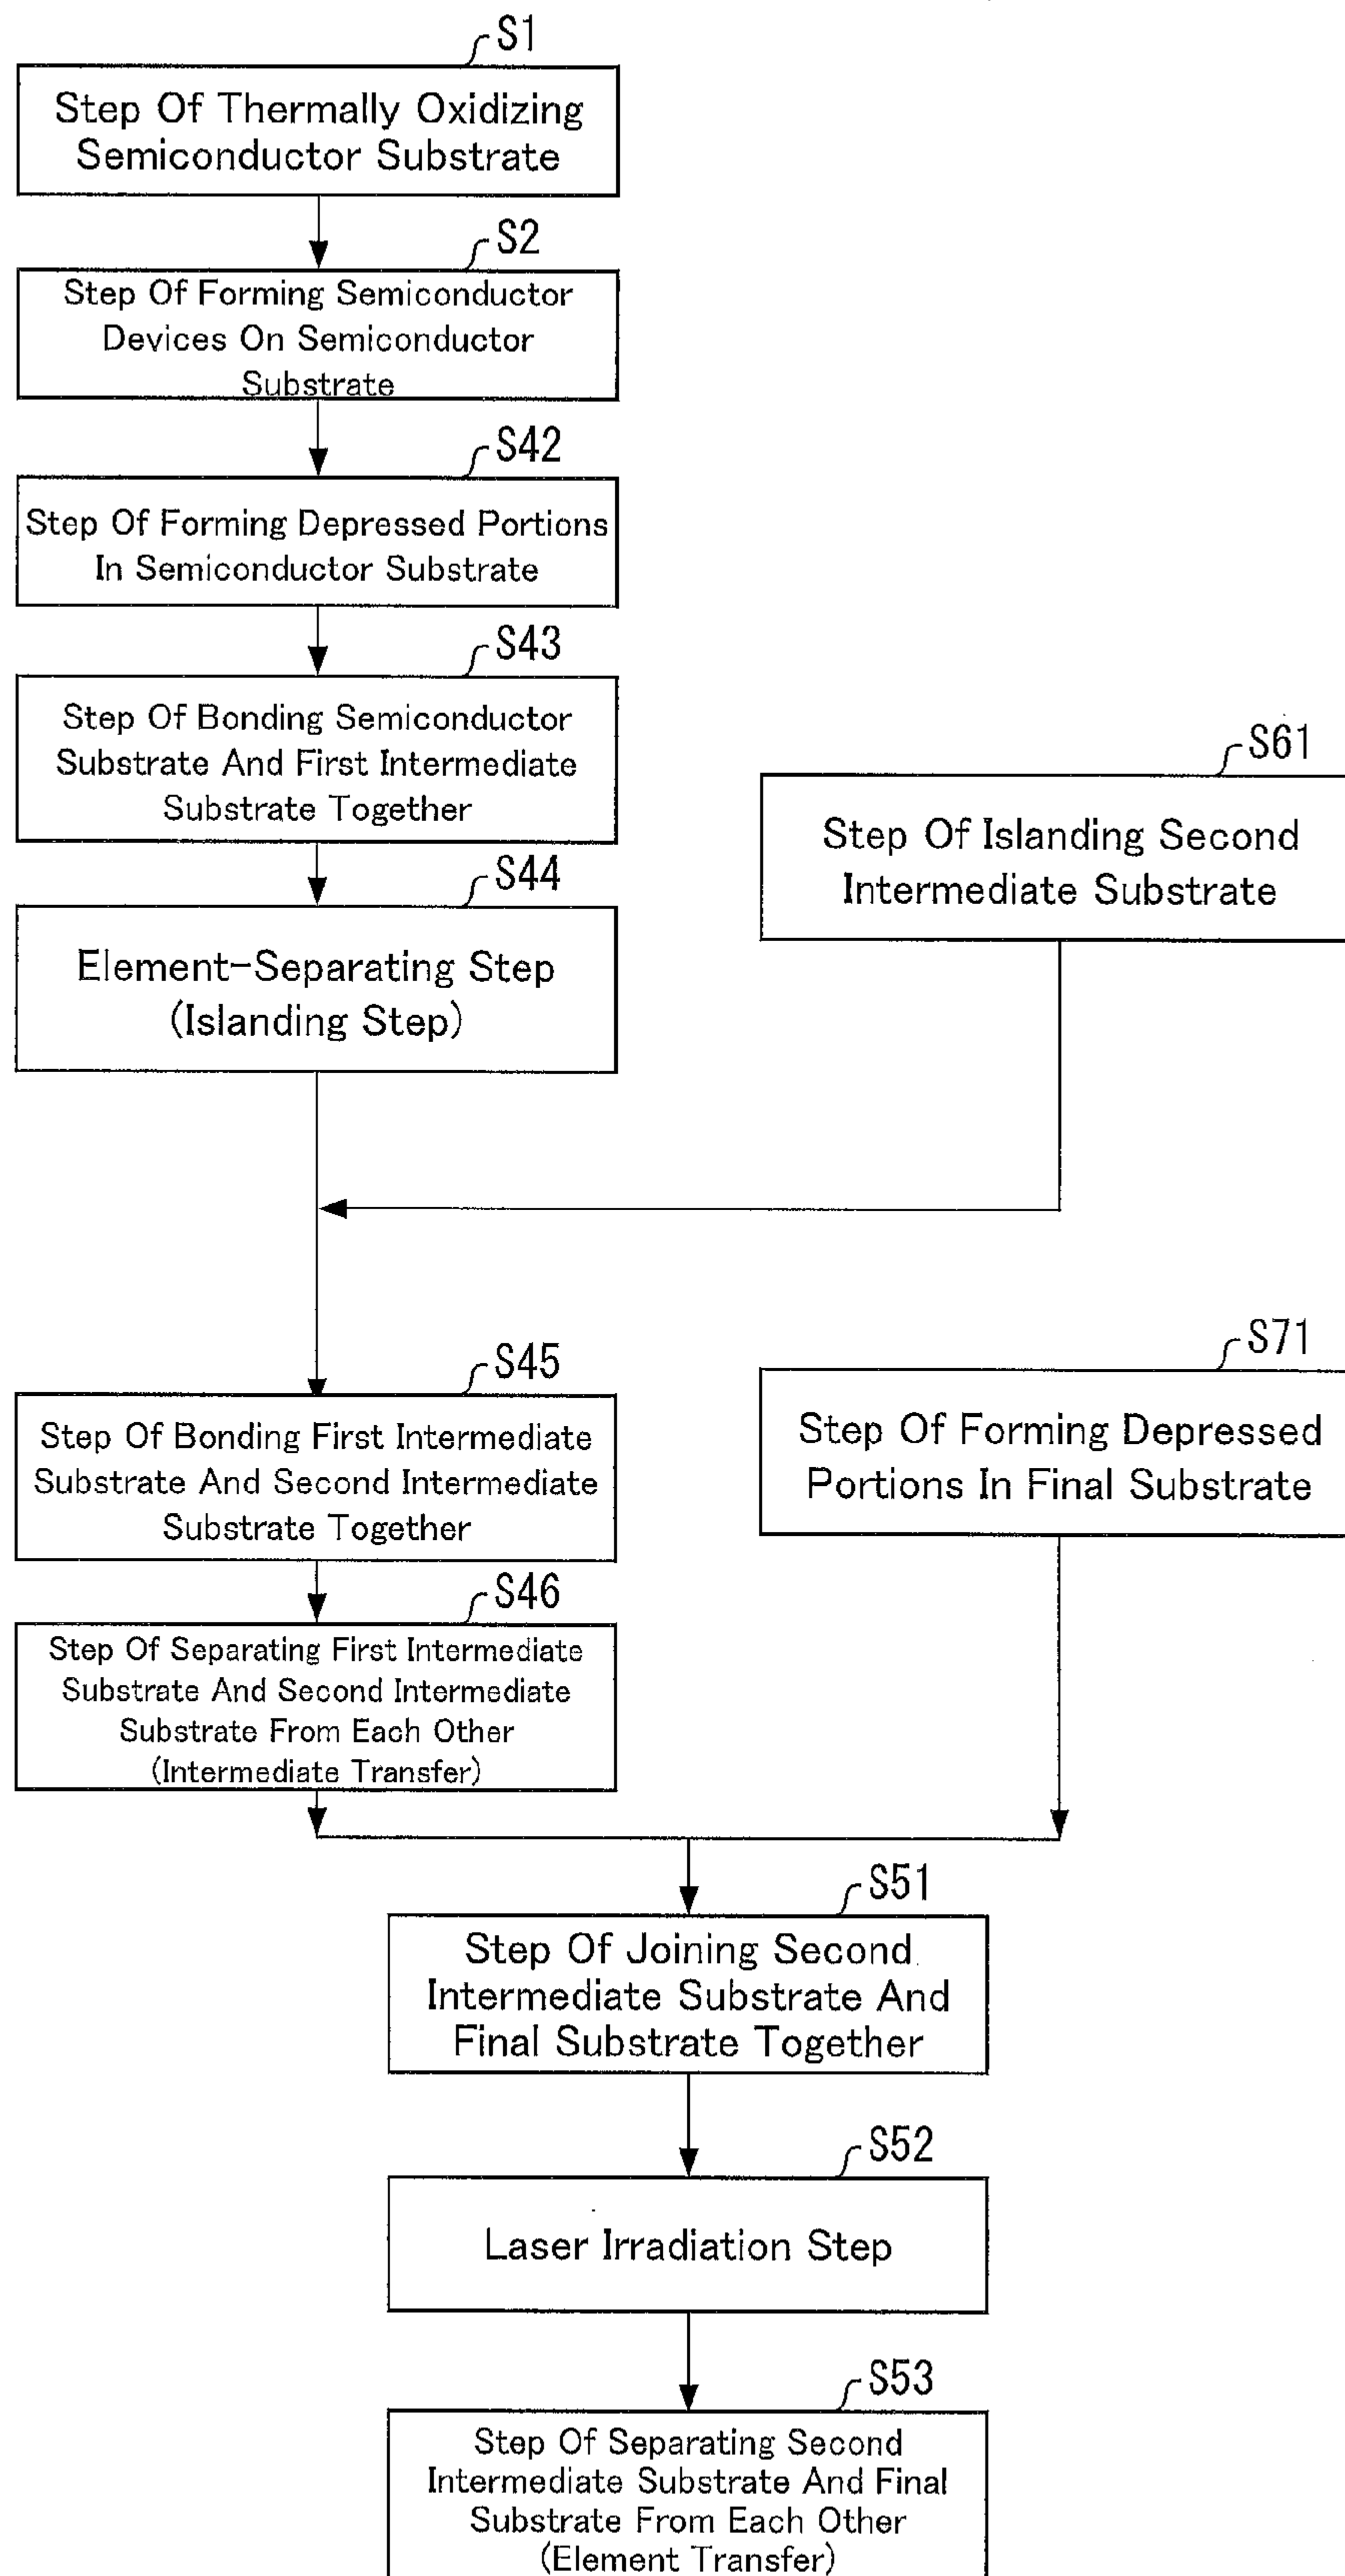 S1
Step Of Thermally Oxidizing
Semiconductor Substrate
S2
Step Of Forming Semiconductor
Devices On Semiconductor
Substrate
S42
Step Of Forming Depressed Portions
In Semiconductor Substrate
S43
Step Of Bonding Semiconductor
Substrate And First Intermediate
Substrate Together
S61
Step Of Islanding Second
Intermediate Substrate
S44
Element-Separating Step
(Islanding Step)
S45
Step Of Bonding First Intermediate
Substrate And Second Intermediate
Substrate Together
S71
Step Of Forming Depressed
Portions In Final Substrate
S46
Step Of Separating First Intermediate
Substrate And Second Intermediate
Substrate From Each Other
(Intermediate Transfer)
S51
Step Of Joining Second
Intermediate Substrate And
Final Substrate Together
S52
Laser Irradiation Step
S53
Step Of Separating Second
Intermediate Substrate And Final
Substrate From Each Other
(Element Transfer)